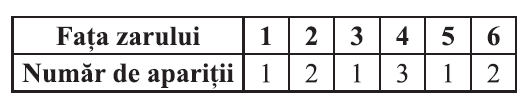 Fața zarului 1 2 3 4 5 6
Număr de apariții 1 2 1 3 1 2